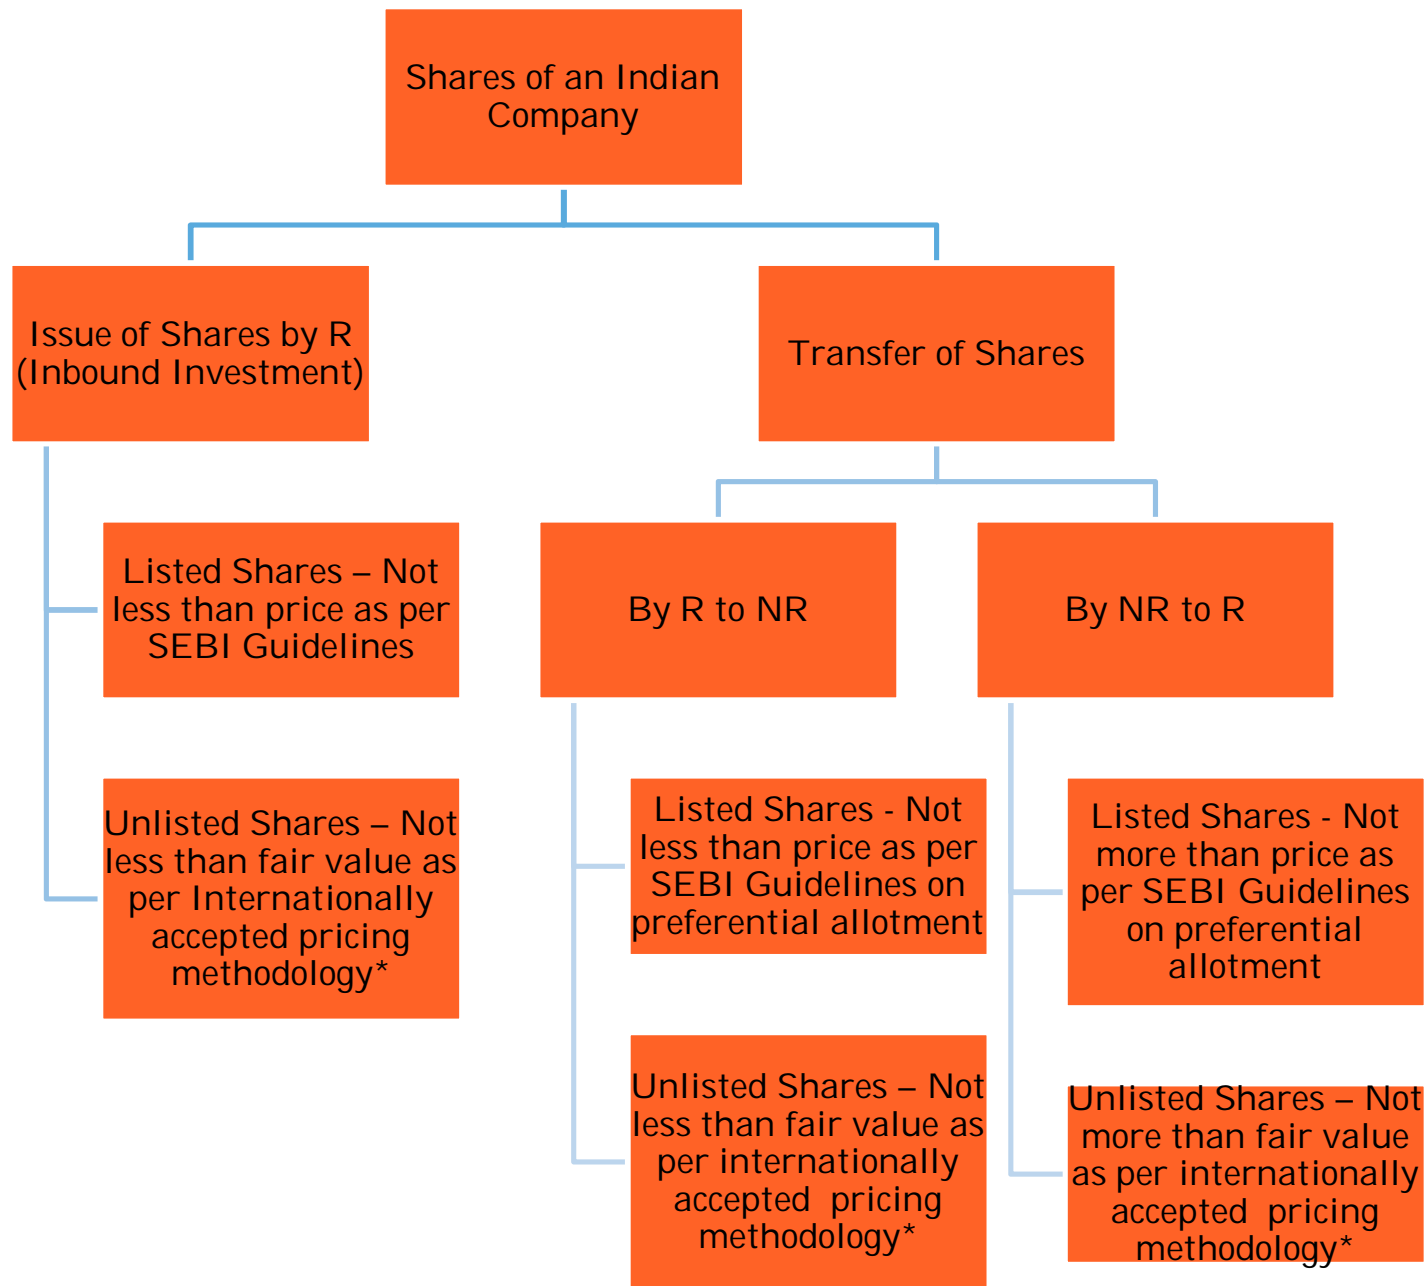 Shares of an Indian
Company
Issue of Shares by R
(Inbound Investment)
Transfer of Shares
Listed Shares – Not
less than price as per
SEBI Guidelines
By R to NR
By NR to R
Unlisted Shares – Not
less than fair value as
per Internationally
accepted pricing
methodology*
Listed Shares - Not
less than price as per
SEBI Guidelines on
preferential allotment
Listed Shares - Not
more than price as
per SEBI Guidelines
on preferential
allotment
Unlisted Shares – Not
less than fair value as
per internationally
accepted pricing
methodology*
Unlisted Shares – Not
more than fair value
as per internationally
accepted pricing
methodology*